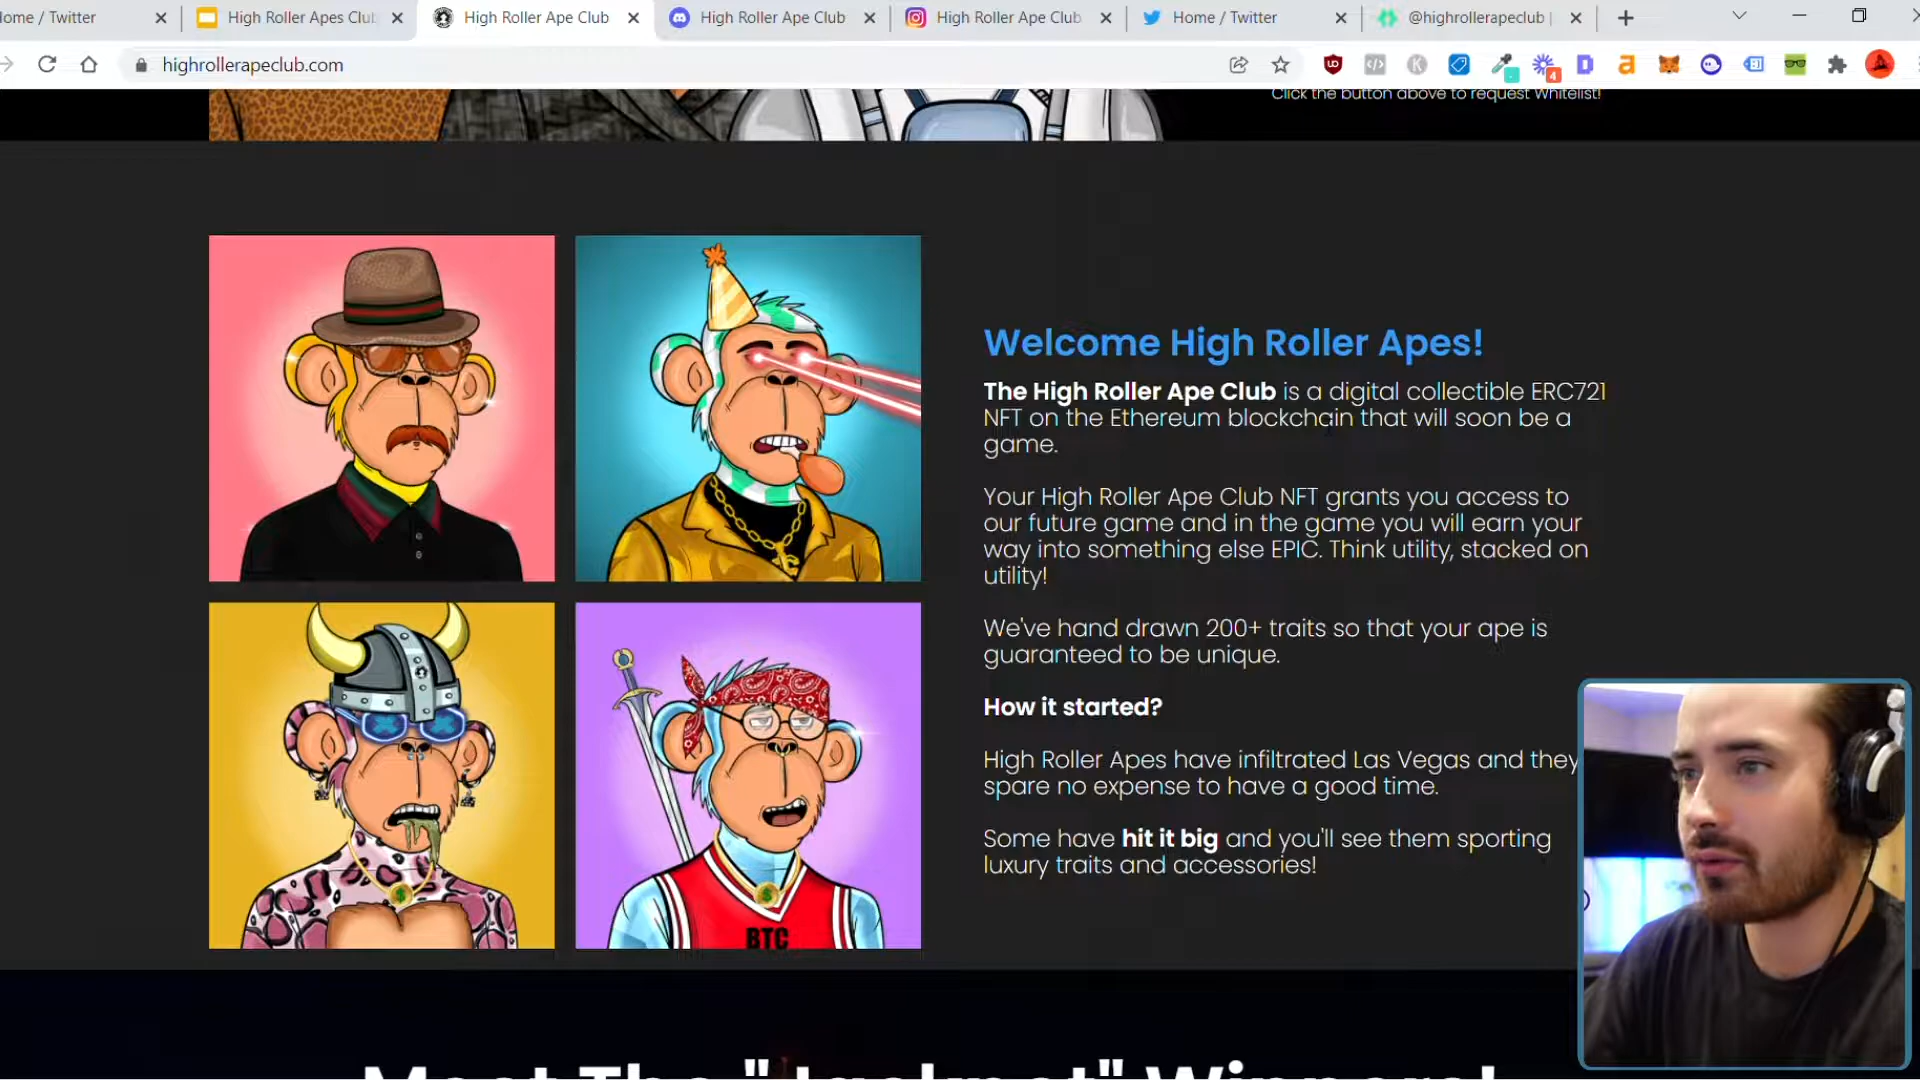 ome / Twitter
High Roller Apes Clu
High Roller Ape Club
High Roller Ape Club
High Roller Ape Club
Home / Twitter
@highrollerapeclub |
highrollerapeclub.com
4
Click the button above to request Whitelist!
Welcome High Roller Apes!
The High Roller Ape Club is a digital collectible ERC721
NFT on the Ethereum blockchain that will soon be a
game.
Your High Roller Ape Club NFT grants you access to
our future game and in the game you will earn your
way into something else EPIC. Think utility, stacked on
utility!
We've hand drawn 200+ traits so that your ape is
guaranteed to be unique.
How it started?
High Roller Apes have infiltrated Las Vegas and they
spare no expense to have a good time.
Some have hit it big and you'll see them sporting
luxury traits and accessories!
BTC
Meet The "Jackpot" Winners!